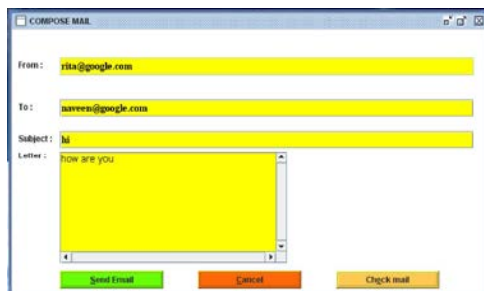 COMPOSE MAIL
From : rita@google.com
To : naveen@google.com
Subject : hi
Letter : how are you
Send Email Cancel Check mail